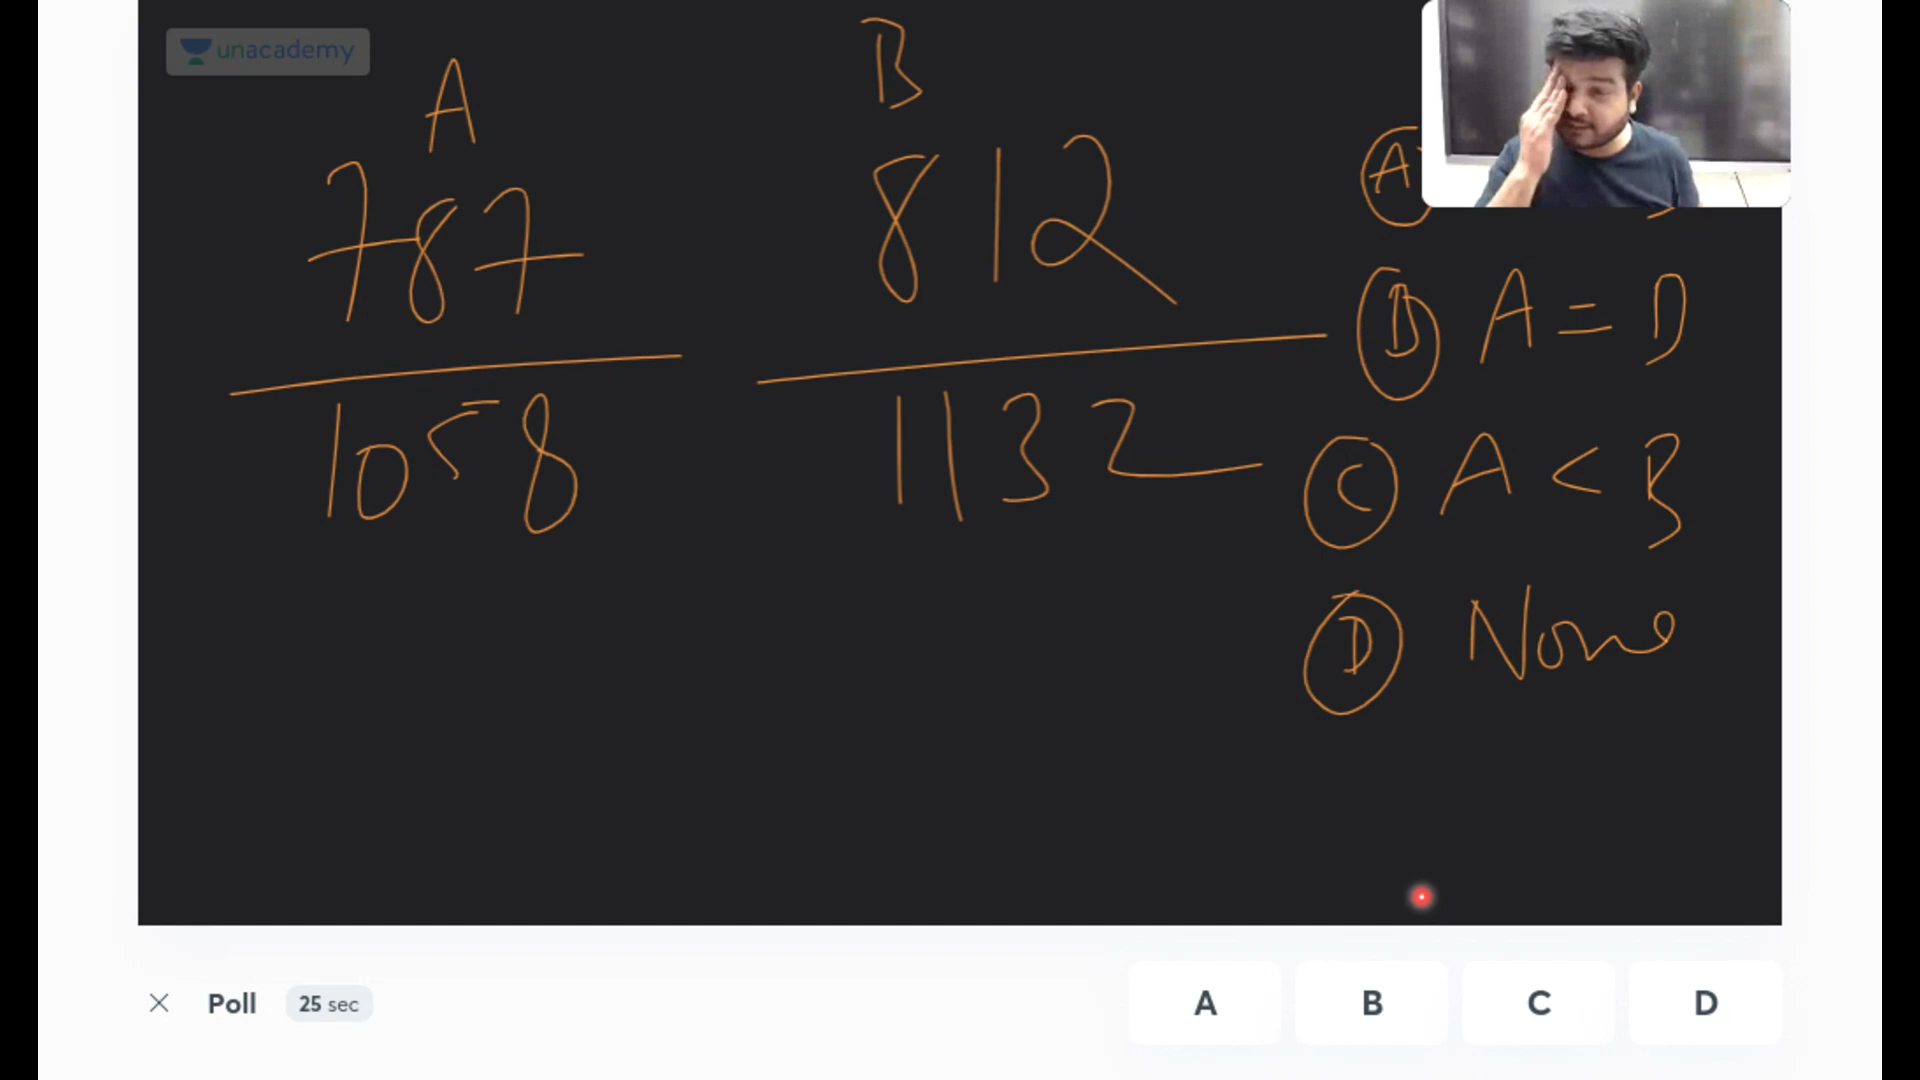 unacademy
A
B
787
812
1058
1132
A
B A = B
C A < B
D None
Poll 25 sec
A B C D